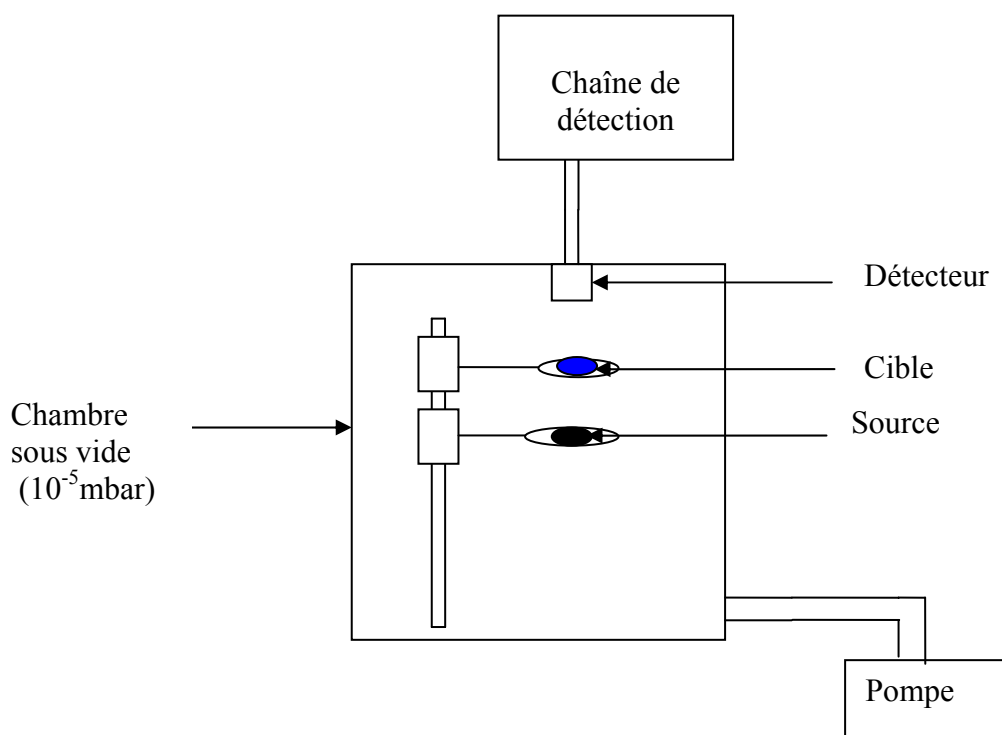 Chaîne de
détection
Détecteur
Cible
Source
Chambre
sous vide
(10⁻⁵mbar)
Pompe